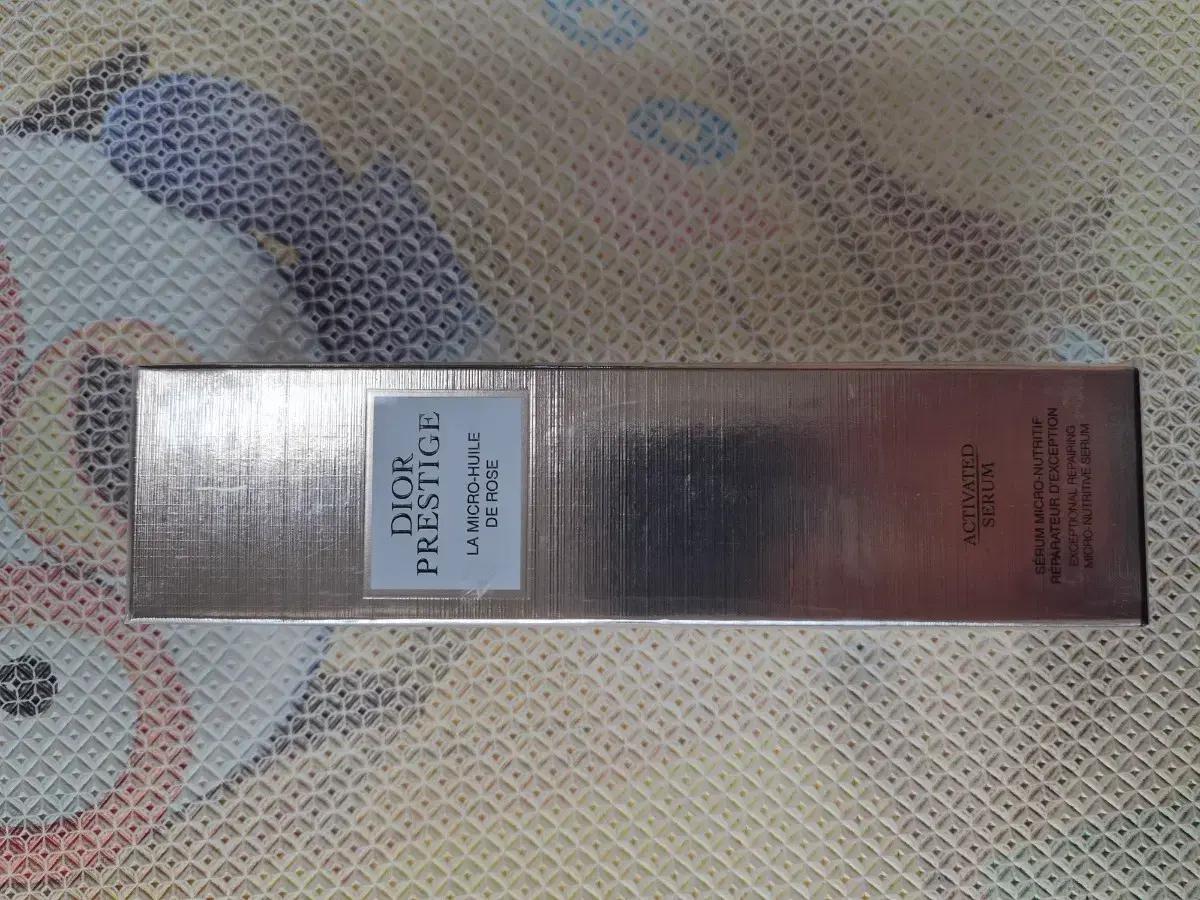 DIOR
PRESTIGE
LA MICRO-HUILE
DE ROSE
ACTIVATED
SERUM
SÉRUM MICRO-NUTRITIF
RÉPARATEUR D'EXCEPTION
EXCEPTIONAL REPAIRING
MICRO-NUTRITIVE SERUM